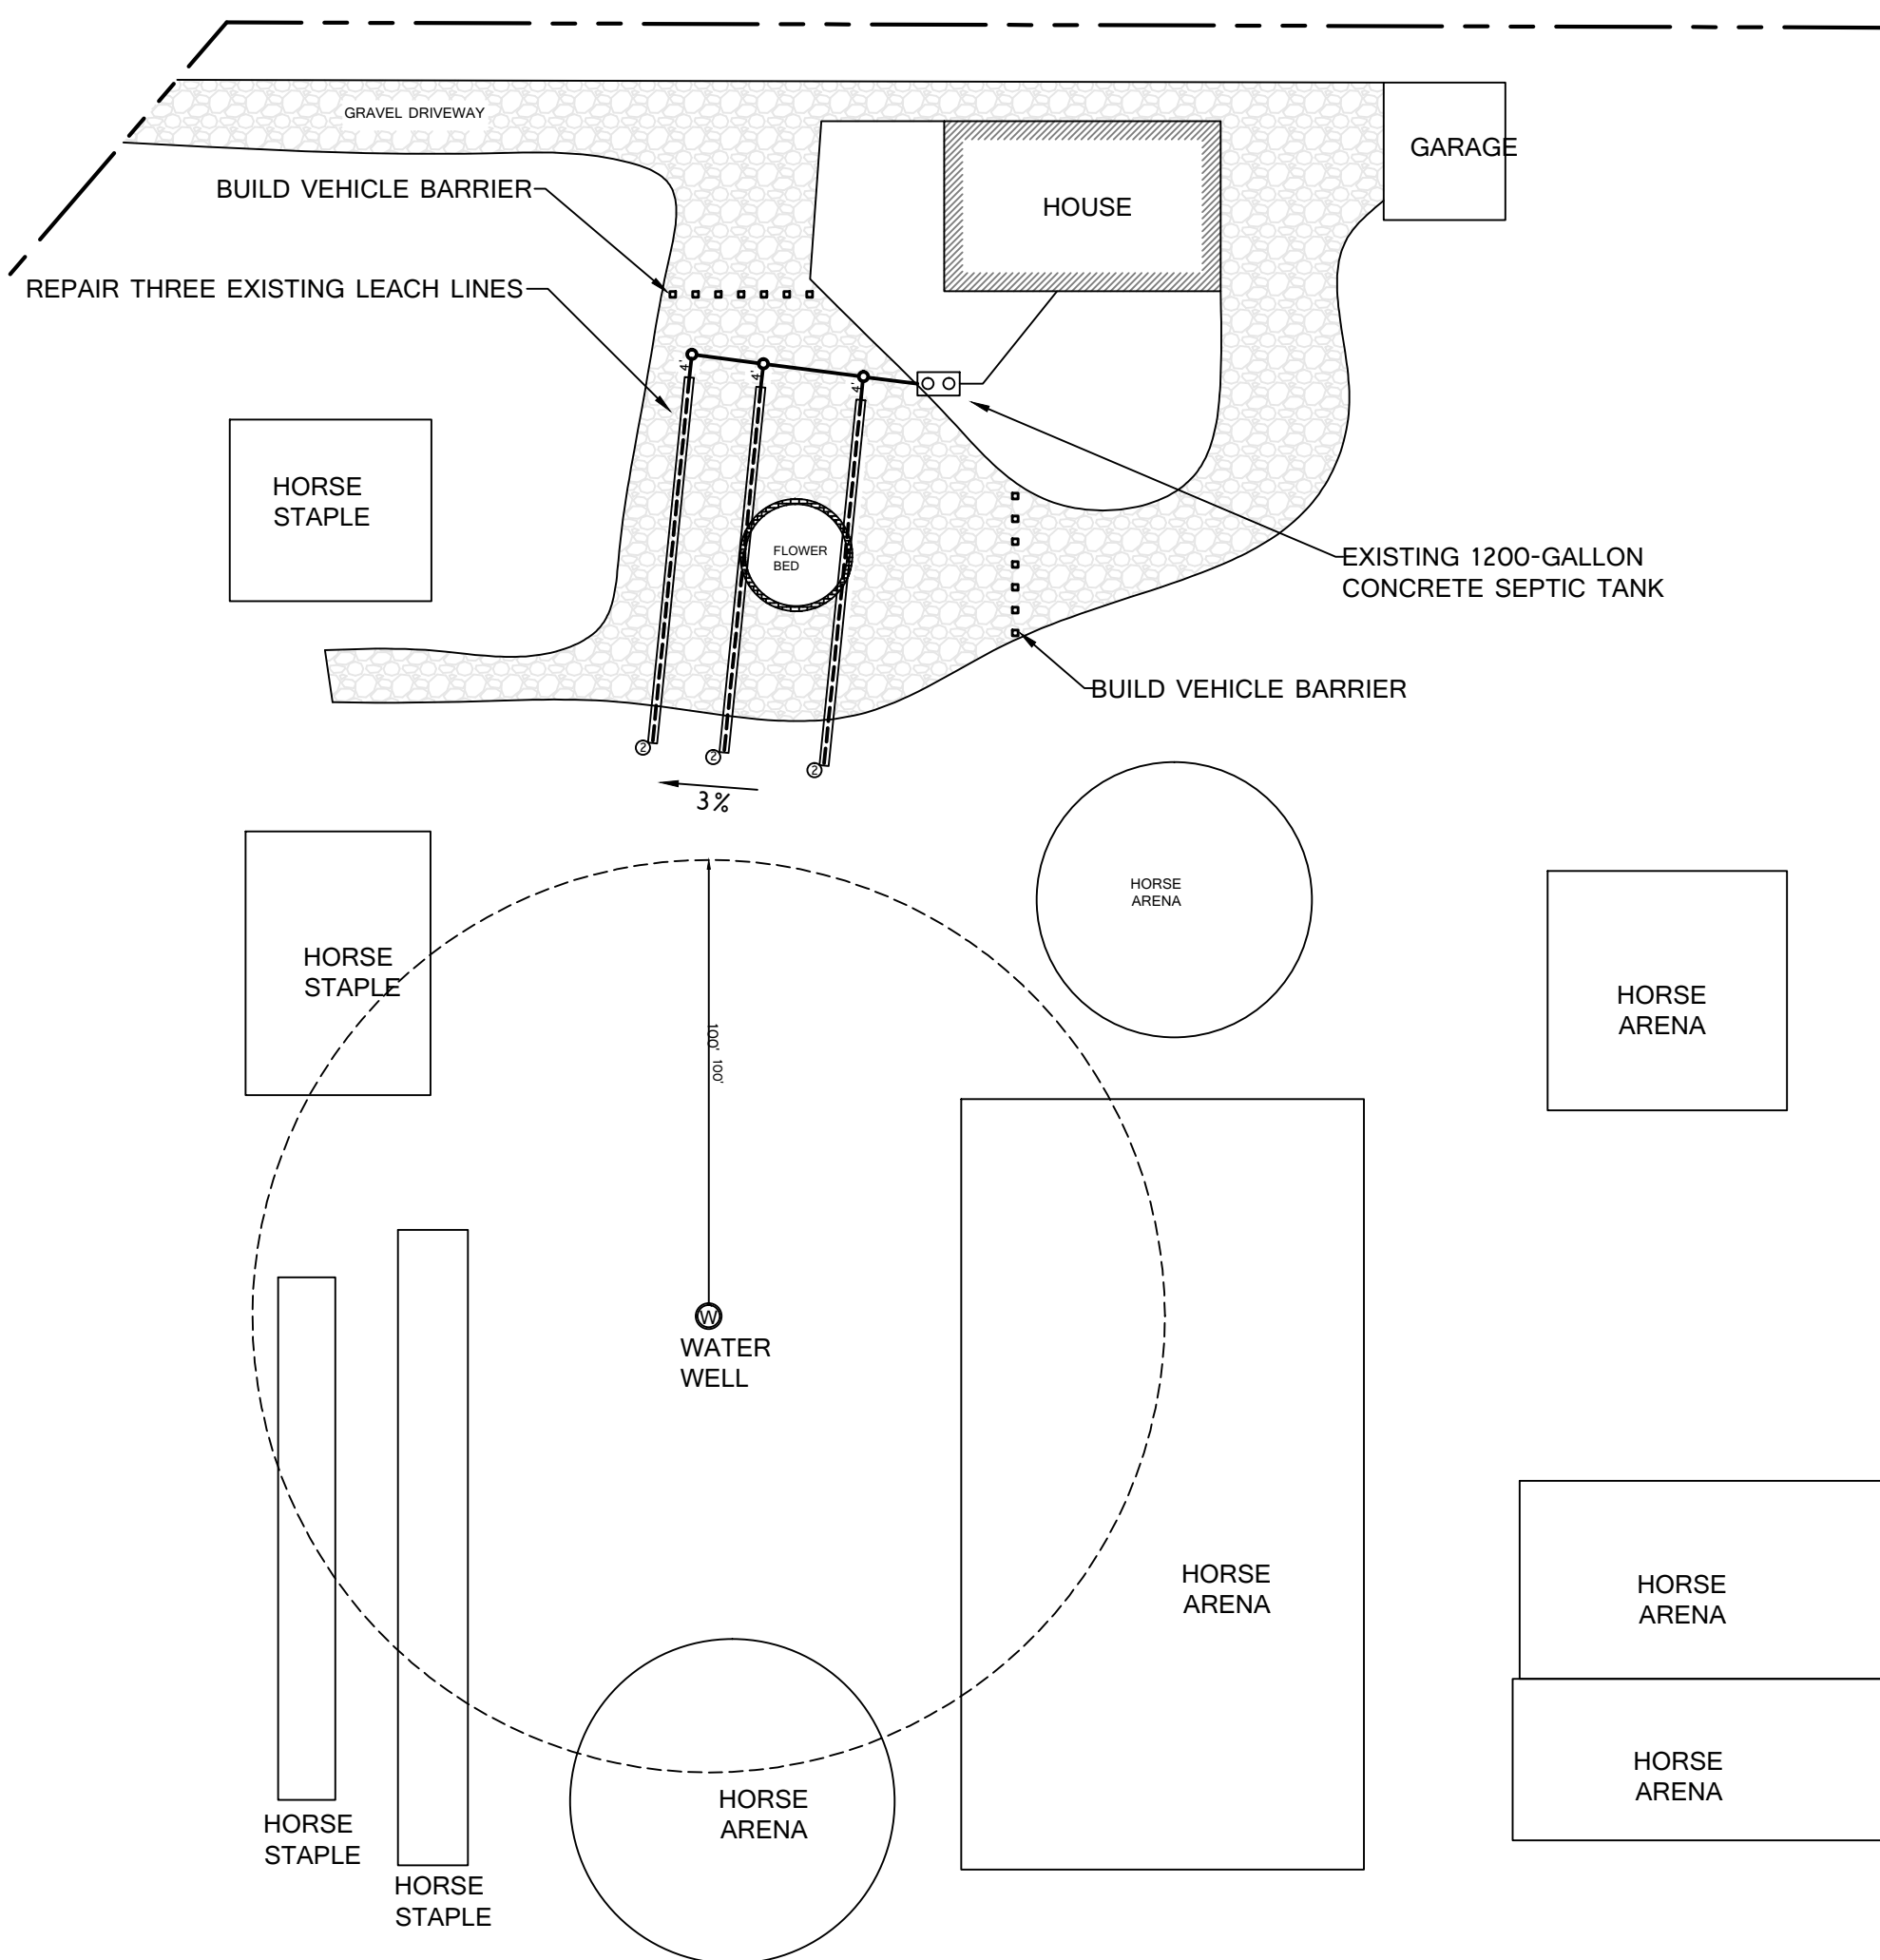 GRAVEL DRIVEWAY
GARAGE
BUILD VEHICLE BARRIER
HOUSE
REPAIR THREE EXISTING LEACH LINES
4'
4'
4'
HORSE
STAPLE
FLOWER
BED
EXISTING 1200-GALLON
CONCRETE SEPTIC TANK
BUILD VEHICLE BARRIER
2
2
2
3%
HORSE
ARENA
HORSE
STAPLE
HORSE
ARENA
100' 100'
W
WATER
WELL
HORSE
ARENA
HORSE
ARENA
HORSE
ARENA
HORSE
ARENA
HORSE
STAPLE
HORSE
STAPLE